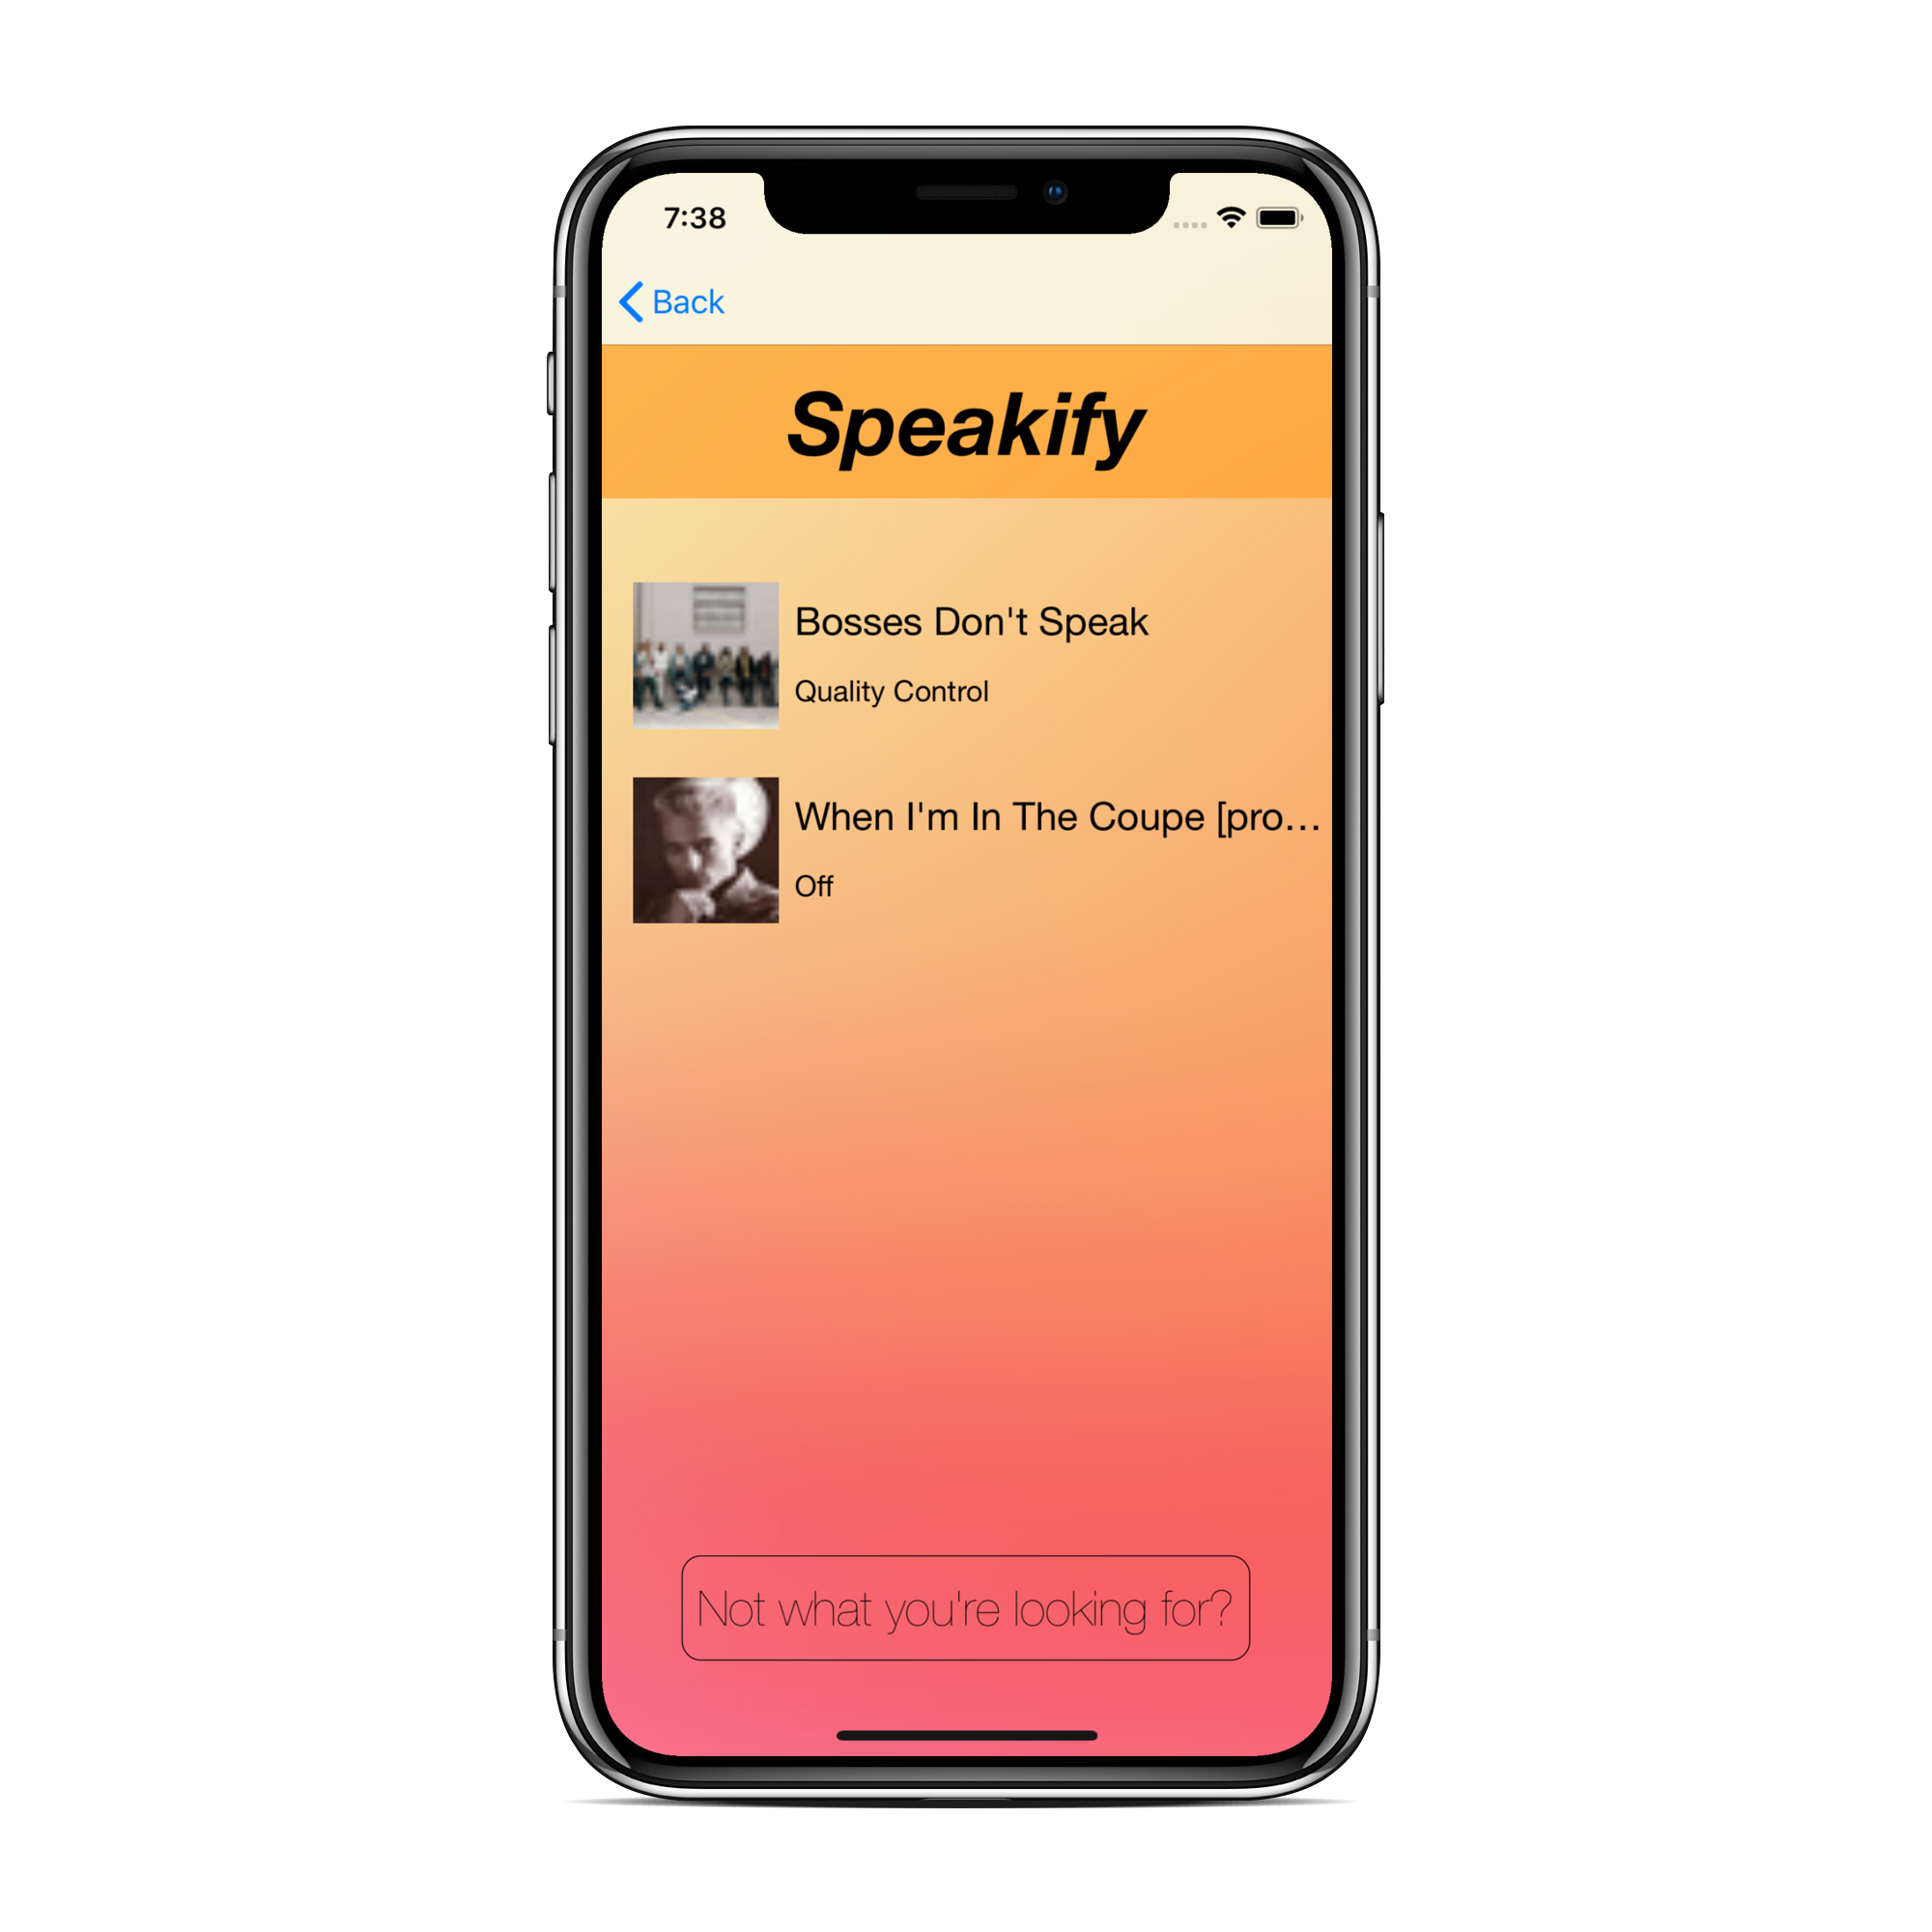 7:38
Back
Speakify
Bosses Don't Speak
Quality Control
When I'm In The Coupe [pro...
Off
Not what you're looking for?